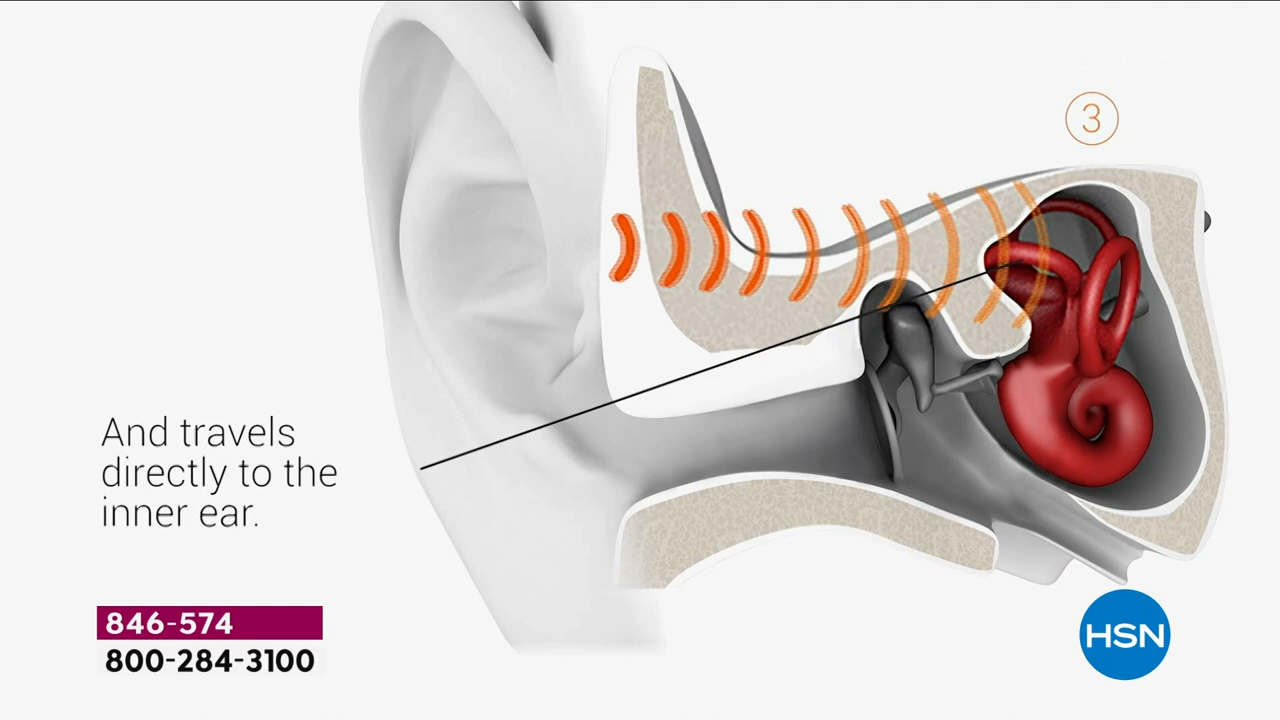 3
And travels
directly to the
inner ear.
846-574
800-284-3100
HSN